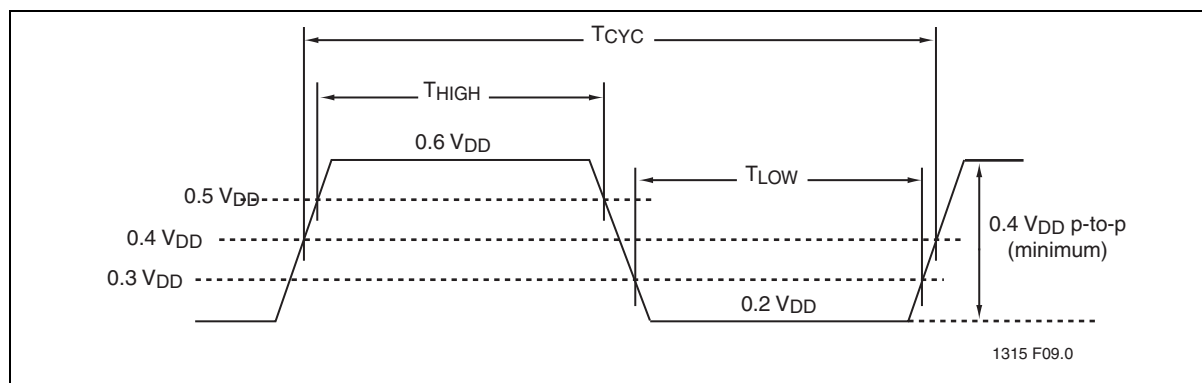 TCYC
THIGH
0.6 VDD
TLOW
0.5 VDD
0.4 VDD
0.4 VDD p-to-p
(minimum)
0.3 VDD
0.2 VDD
1315 F09.0